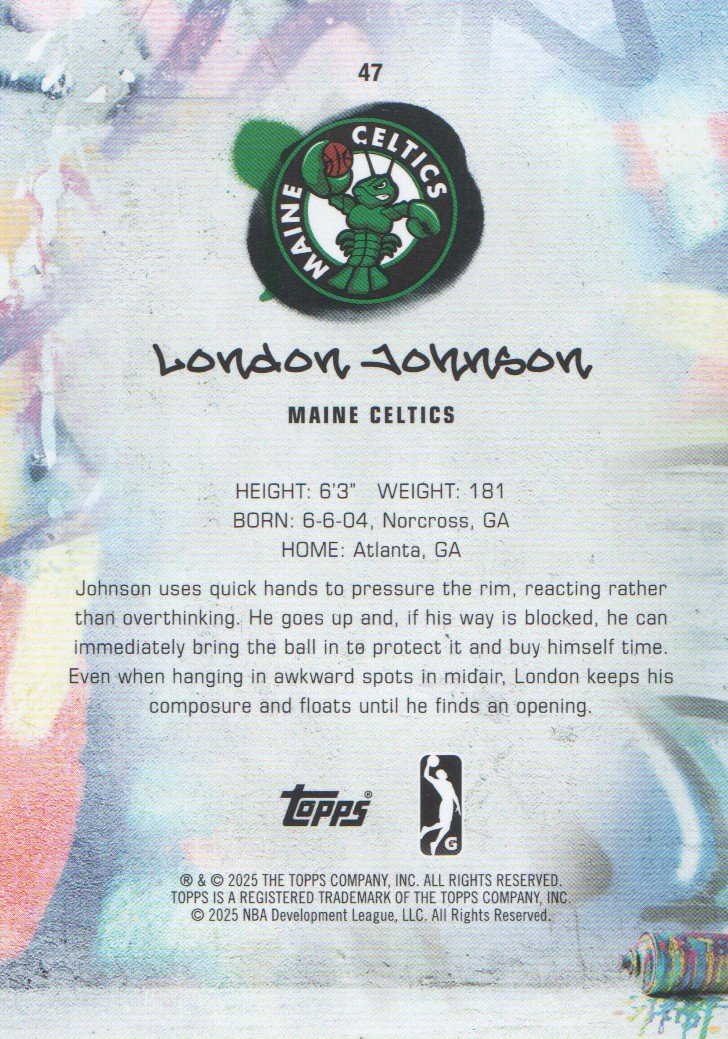 47
MAINE CELTICS
London Johnson
MAINE CELTICS
HEIGHT: 6'3" WEIGHT: 181
BORN: 6-6-04, Norcross, GA
HOME: Atlanta, GA
Johnson uses quick hands to pressure the rim, reacting rather
than overthinking. He goes up and, if his way is blocked, he can
immediately bring the ball in to protect it and buy himself time.
Even when hanging in awkward spots in midair, London keeps his
composure and floats until he finds an opening.
Topps®
G
® & © 2025 THE TOPPS COMPANY, INC. ALL RIGHTS RESERVED.
TOPPS IS A REGISTERED TRADEMARK OF THE TOPPS COMPANY, INC.
© 2025 NBA Development League, LLC. All Rights Reserved.